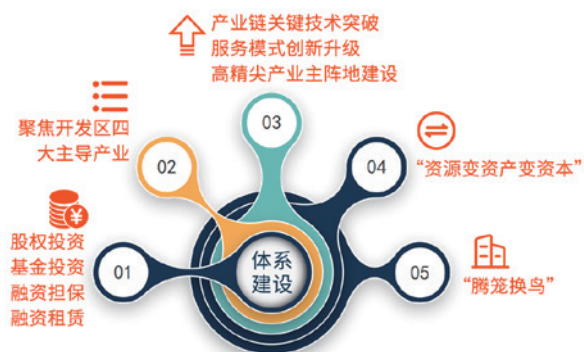 产业链关键技术突破
服务模式创新升级
高精尖产业主阵地建设
03
聚焦开发区四
大主导产业
02
04
“资源变资产变资本”
¥
股权投资
基金投资
融资担保
融资租赁
01
体系
建设
05
“腾笼换鸟”